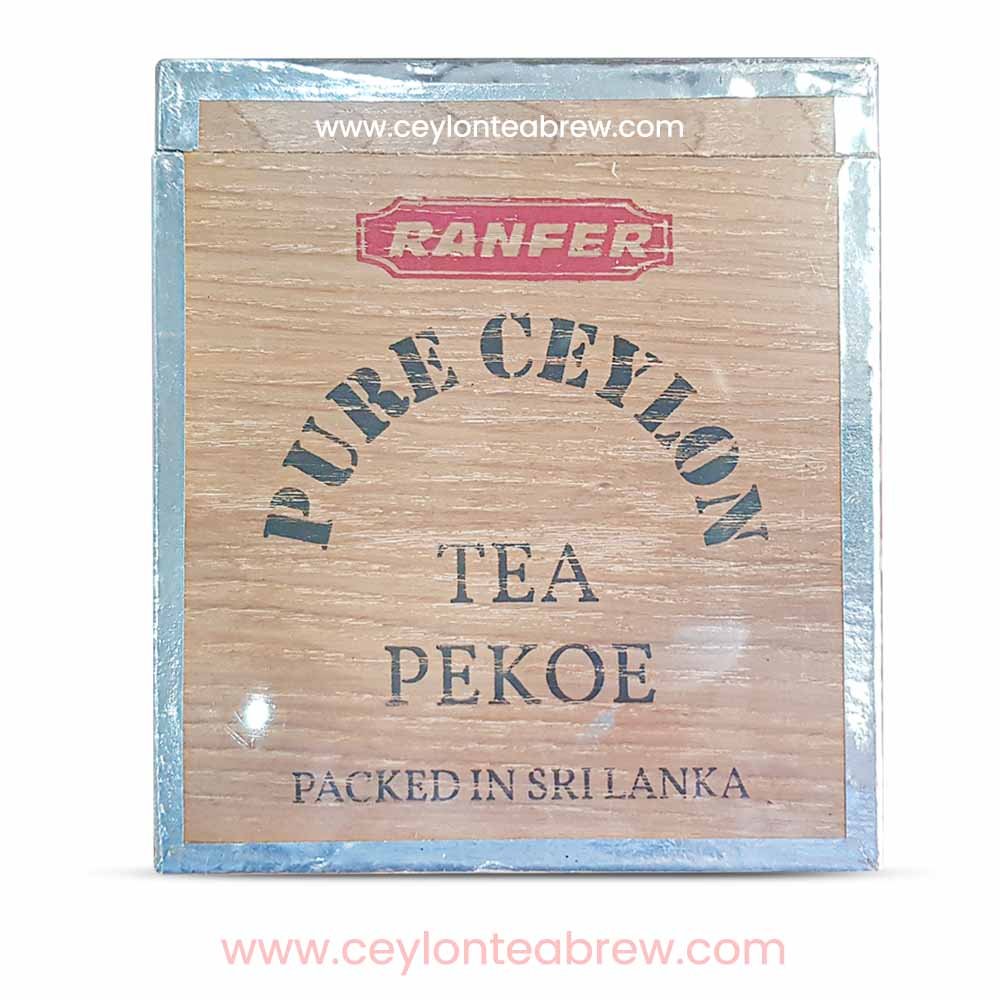 www.ceylonteabrew.com
RANFER
PURE CEYLON
TEA
PEKOE
PACKED IN SRI LANKA
www.ceylonteabrew.com